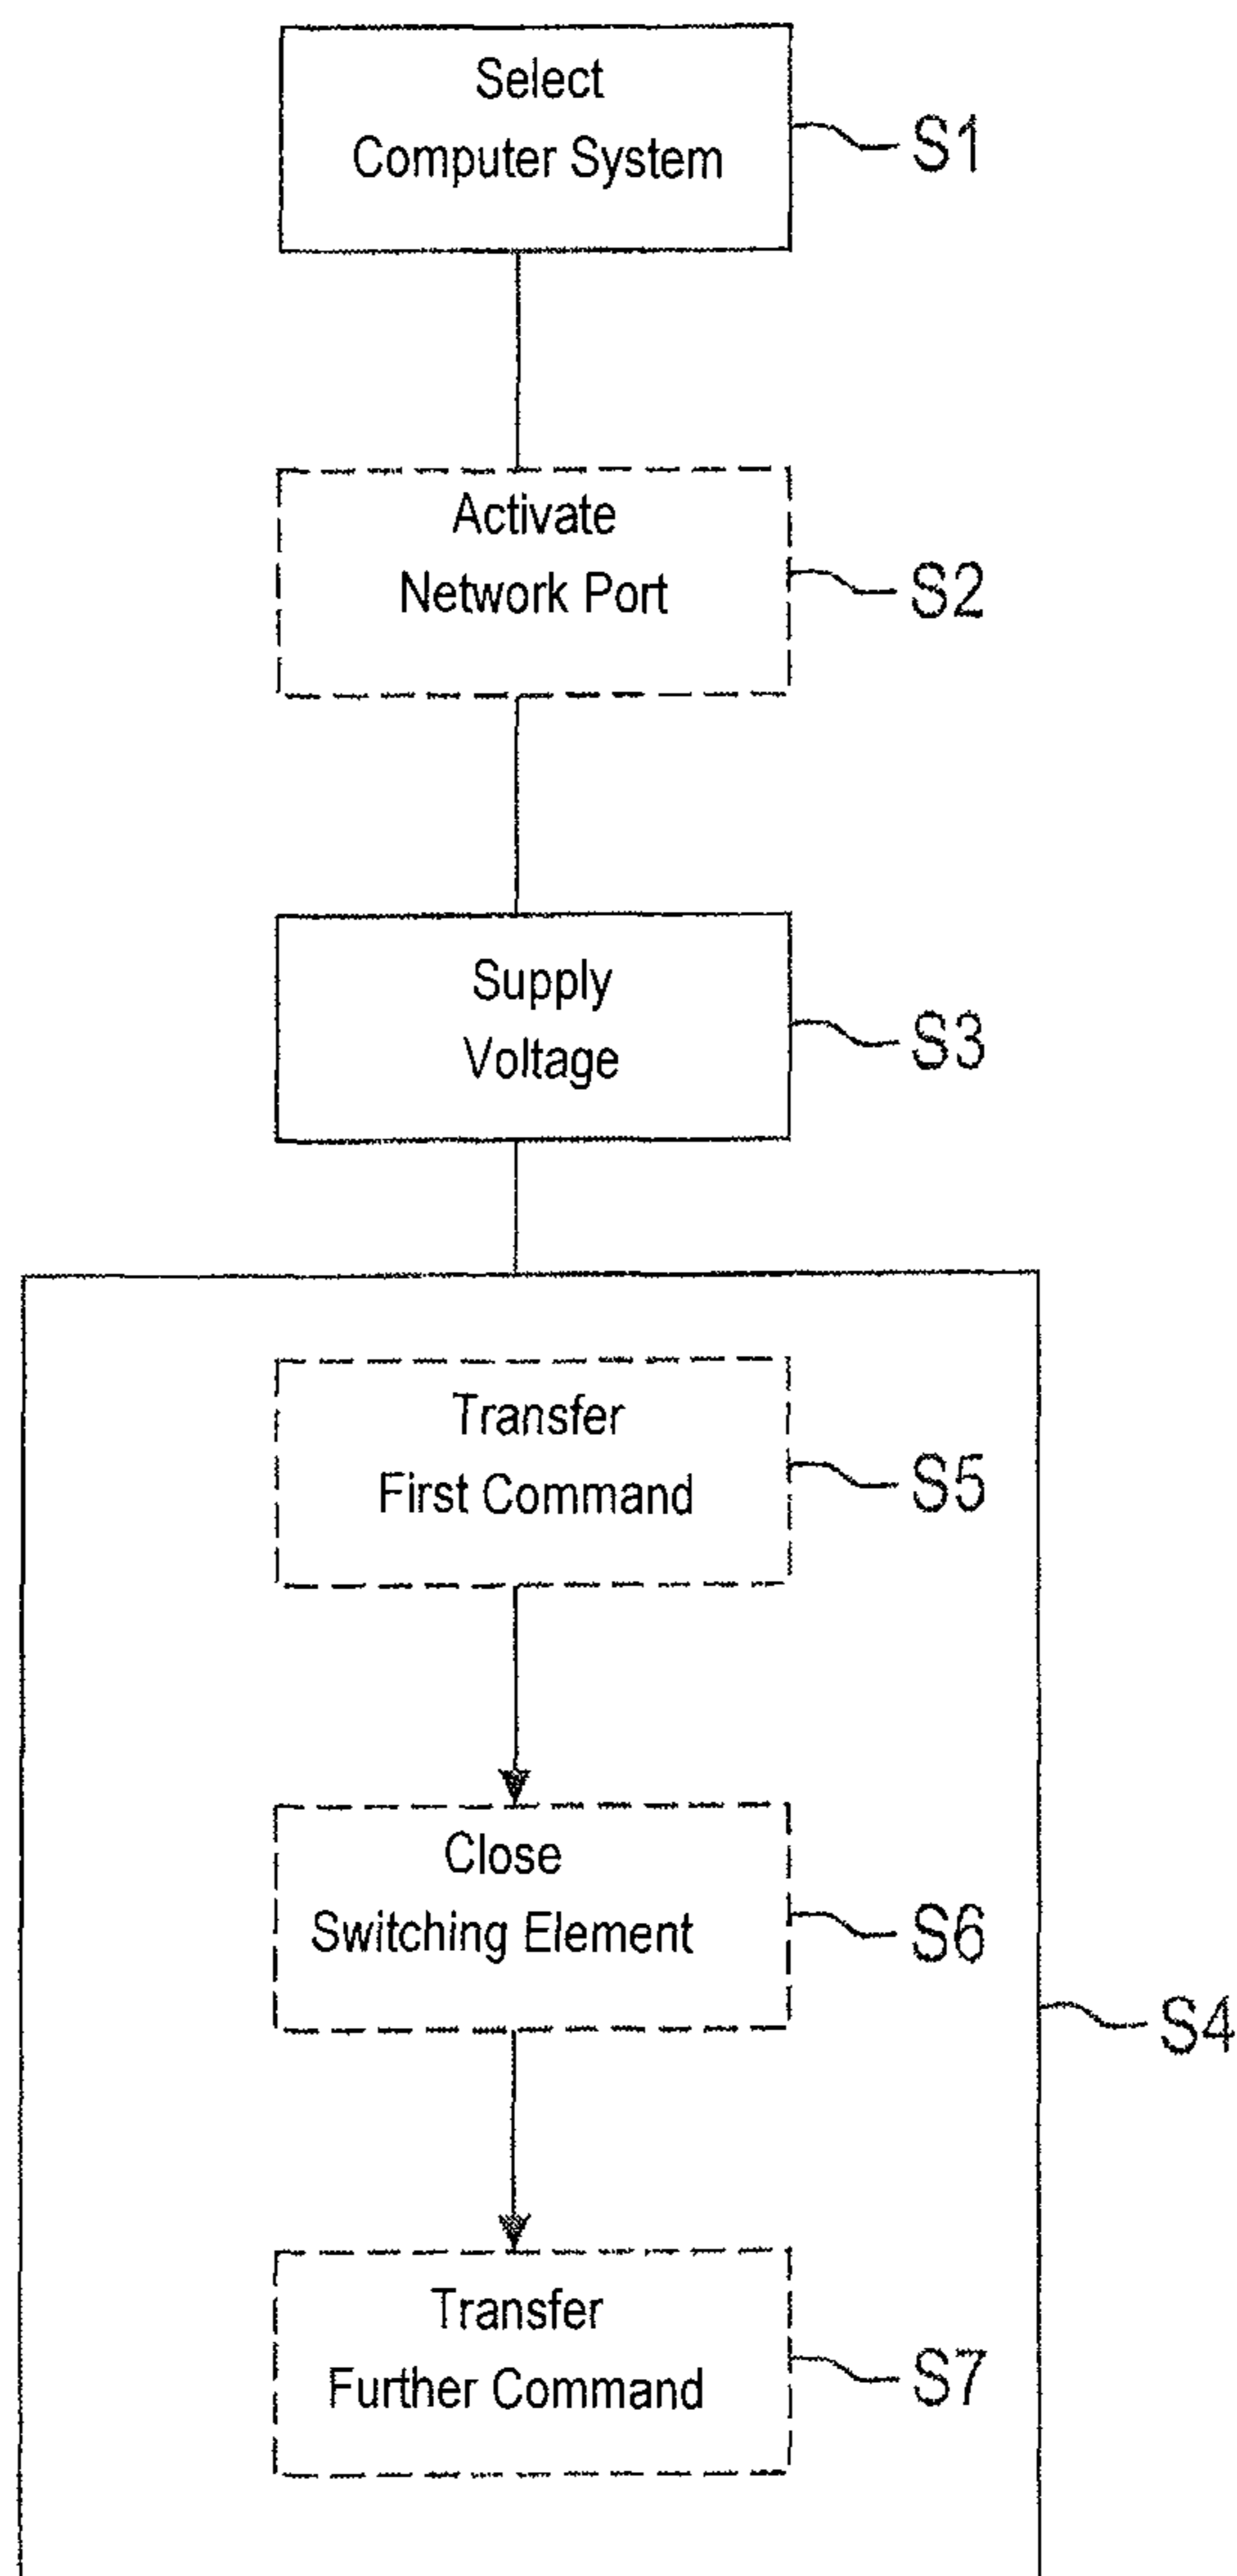 Select
Computer System
S1
Activate
Network Port
S2
Supply
Voltage
S3
Transfer
First Command
S5
Close
Switching Element
S6
S4
Transfer
Further Command
S7